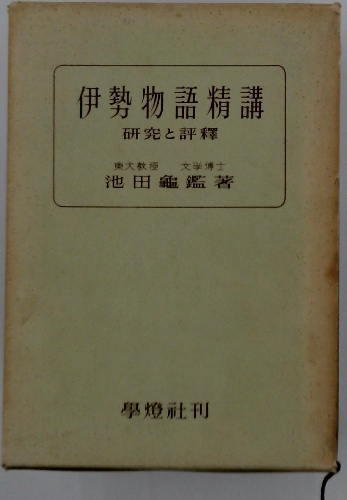 伊勢物語精講
研究と評釋
東大教授 文学博士
池田龜鑑著
學燈社刊